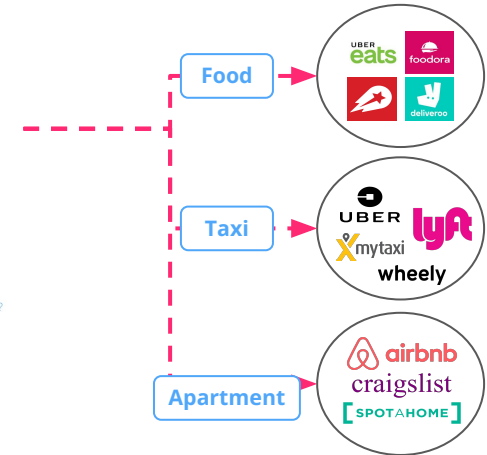 Food
UBER
eats
foodora
deliveroo
Taxi
UBER
lyft
mytaxi
wheely
?
Apartment
airbnb
craigslist
[SPOTAHOME]